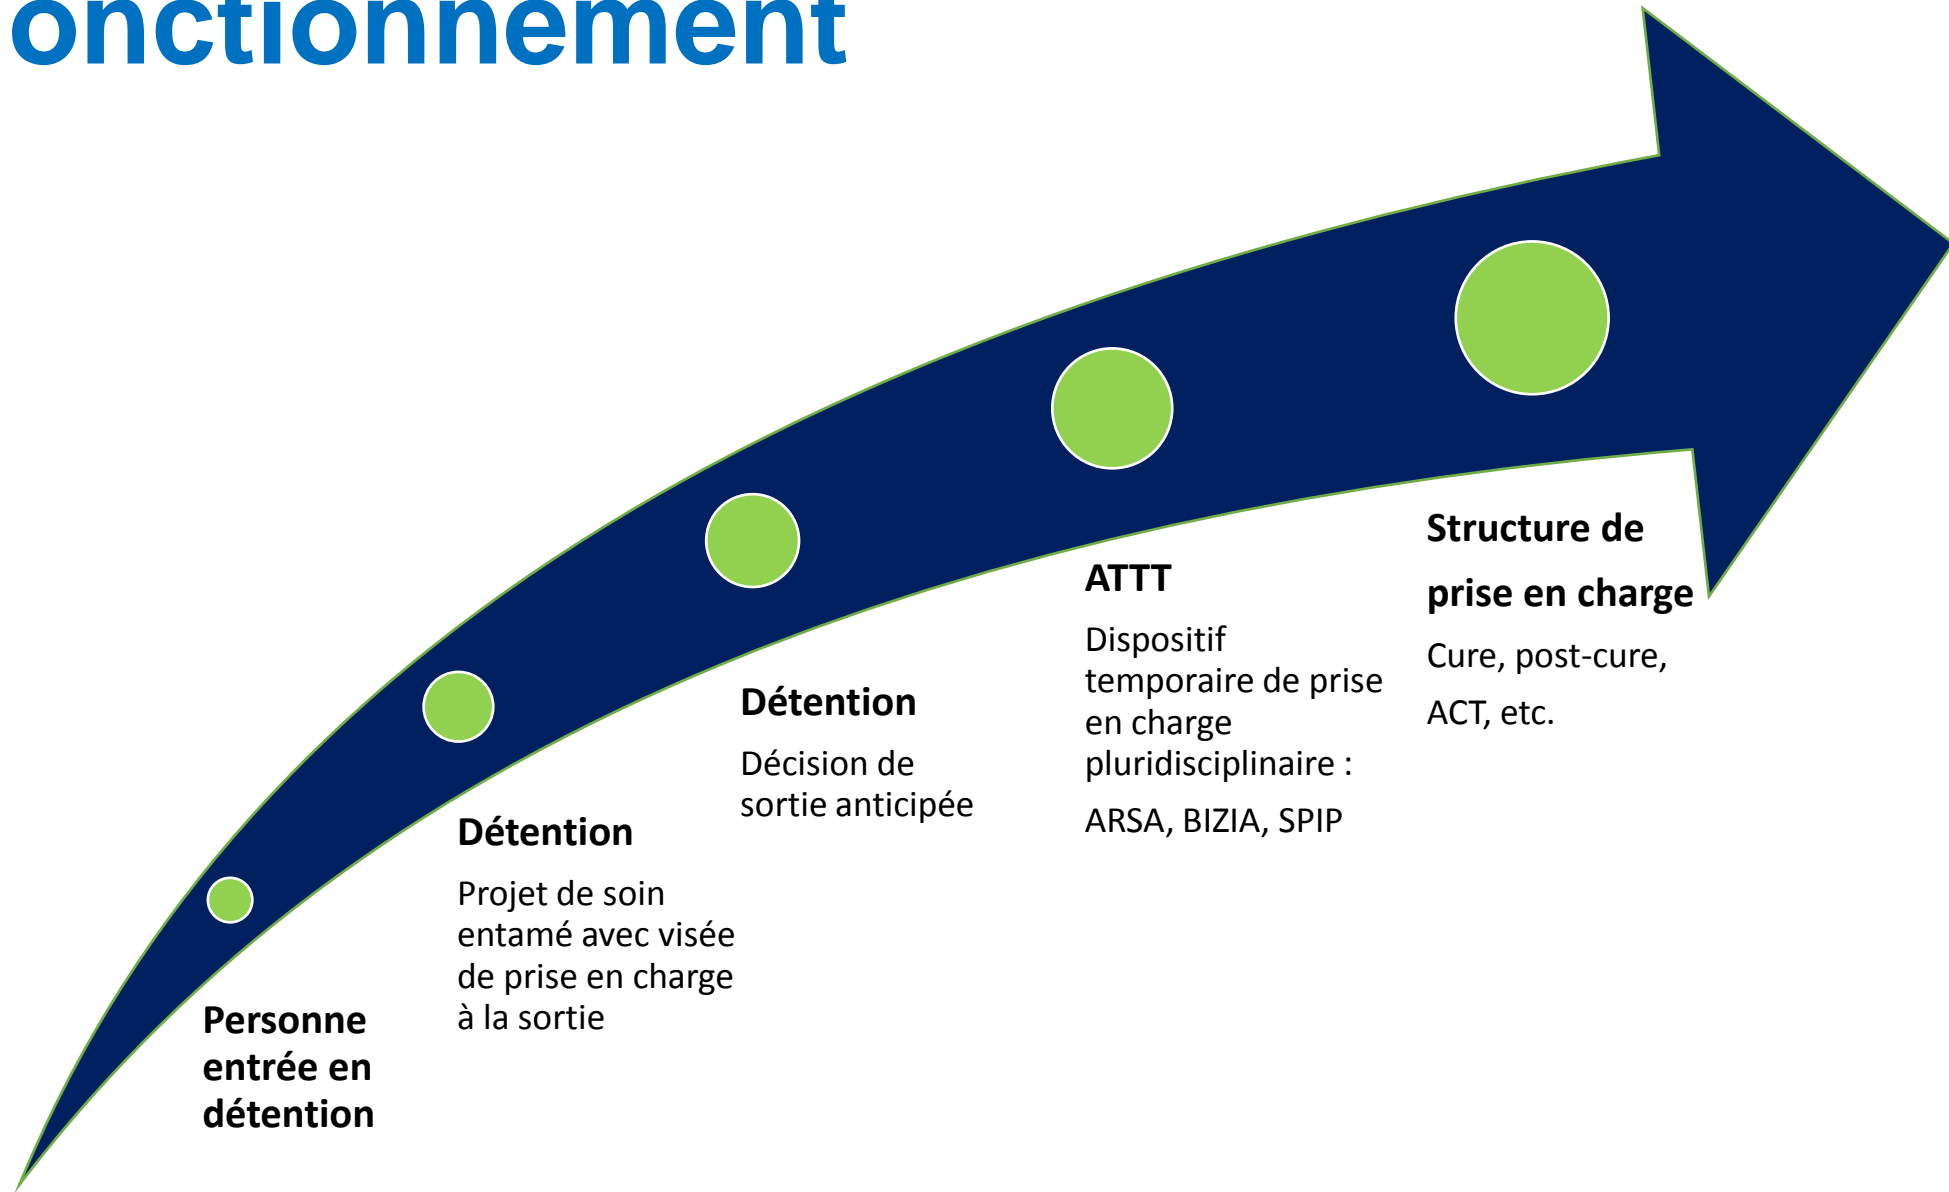 onctionnement
Personne
entrée en
détention
Détention
Projet de soin
entamé avec visée
de prise en charge
à la sortie
Détention
Décision de
sortie anticipée
ATTT
Dispositif
temporaire de prise
en charge
pluridisciplinaire :
ARSA, BIZIA, SPIP
Structure de
prise en charge
Cure, post-cure,
ACT, etc.